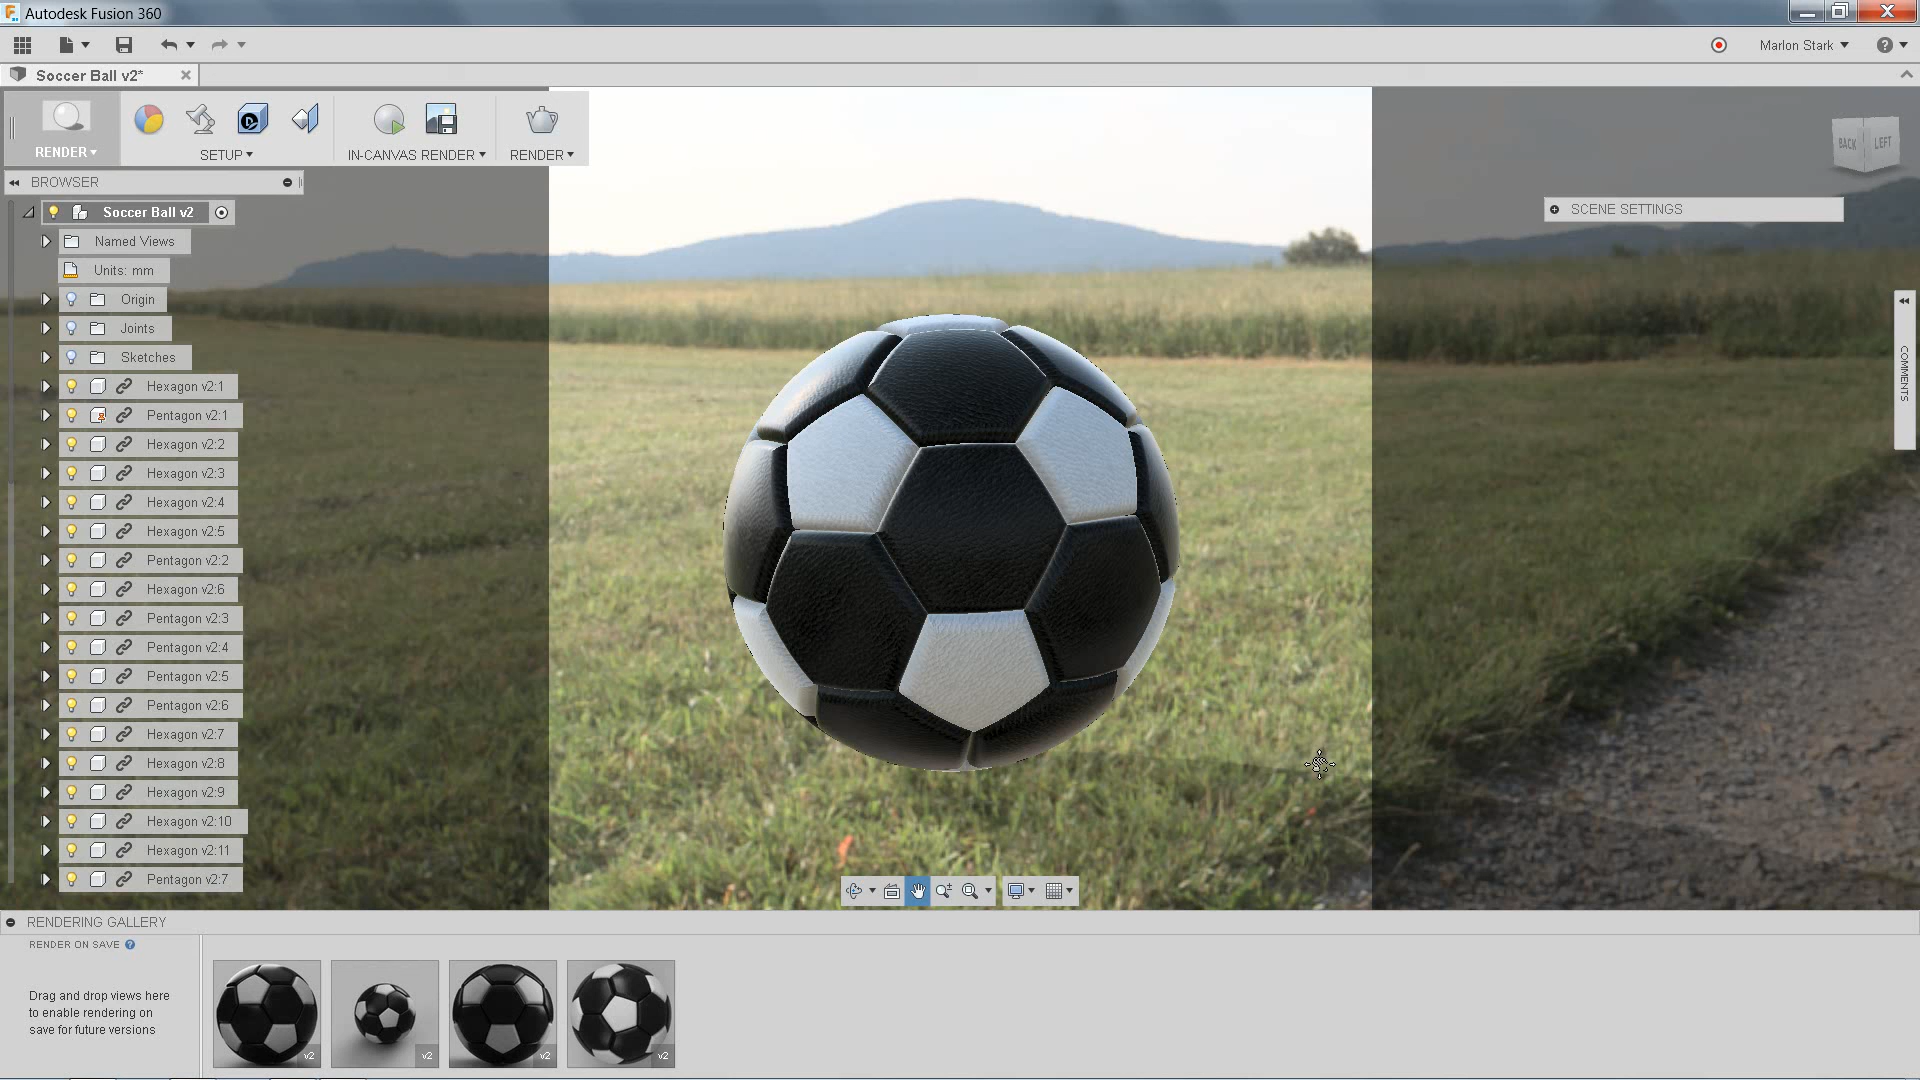 Autodesk Fusion 360
Marlon Stark
Soccer Ball v2*
RENDER
SETUP
IN-CANVAS RENDER
RENDER
BACK
LEFT
BROWSER
SCENE SETTINGS
Soccer Ball v2
Named Views
Units: mm
Origin
Joints
Sketches
Hexagon v2:1
Pentagon v2:1
Hexagon v2:2
Hexagon v2:3
Hexagon v2:4
Hexagon v2:5
Pentagon v2:2
Hexagon v2:6
Pentagon v2:3
Pentagon v2:4
Pentagon v2:5
Pentagon v2:6
Hexagon v2:7
Hexagon v2:8
Hexagon v2:9
Hexagon v2:10
Hexagon v2:11
Pentagon v2:7
COMMENTS
RENDERING GALLERY
RENDER ON SAVE
Drag and drop views here
to enable rendering on
save for future versions
v2
v2
v2
v2